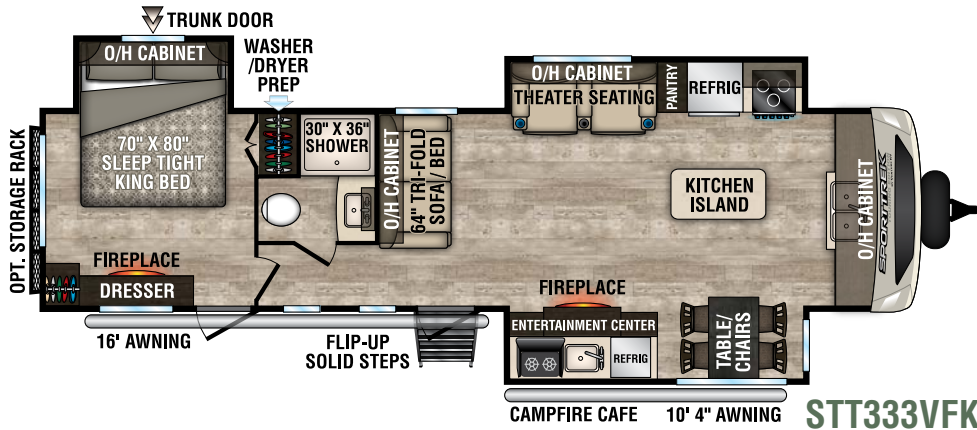 TRUNK DOOR
O/H CABINET
WASHER
/DRYER
PREP
70" X 80"
SLEEP TIGHT
KING BED
30" X 36"
SHOWER
O/H CABINET
64" TRI-FOLD
SOFA / BED
O/H CABINET
THEATER SEATING
PANTRY
REFRIG
KITCHEN
ISLAND
O/H CABINET
SPORTTREK
OPT. STORAGE RACK
FIREPLACE
DRESSER
16' AWNING
FLIP-UP
SOLID STEPS
FIREPLACE
ENTERTAINMENT CENTER
REFRIG
TABLE/
CHAIRS
CAMPFIRE CAFE
10' 4" AWNING
STT333VFK